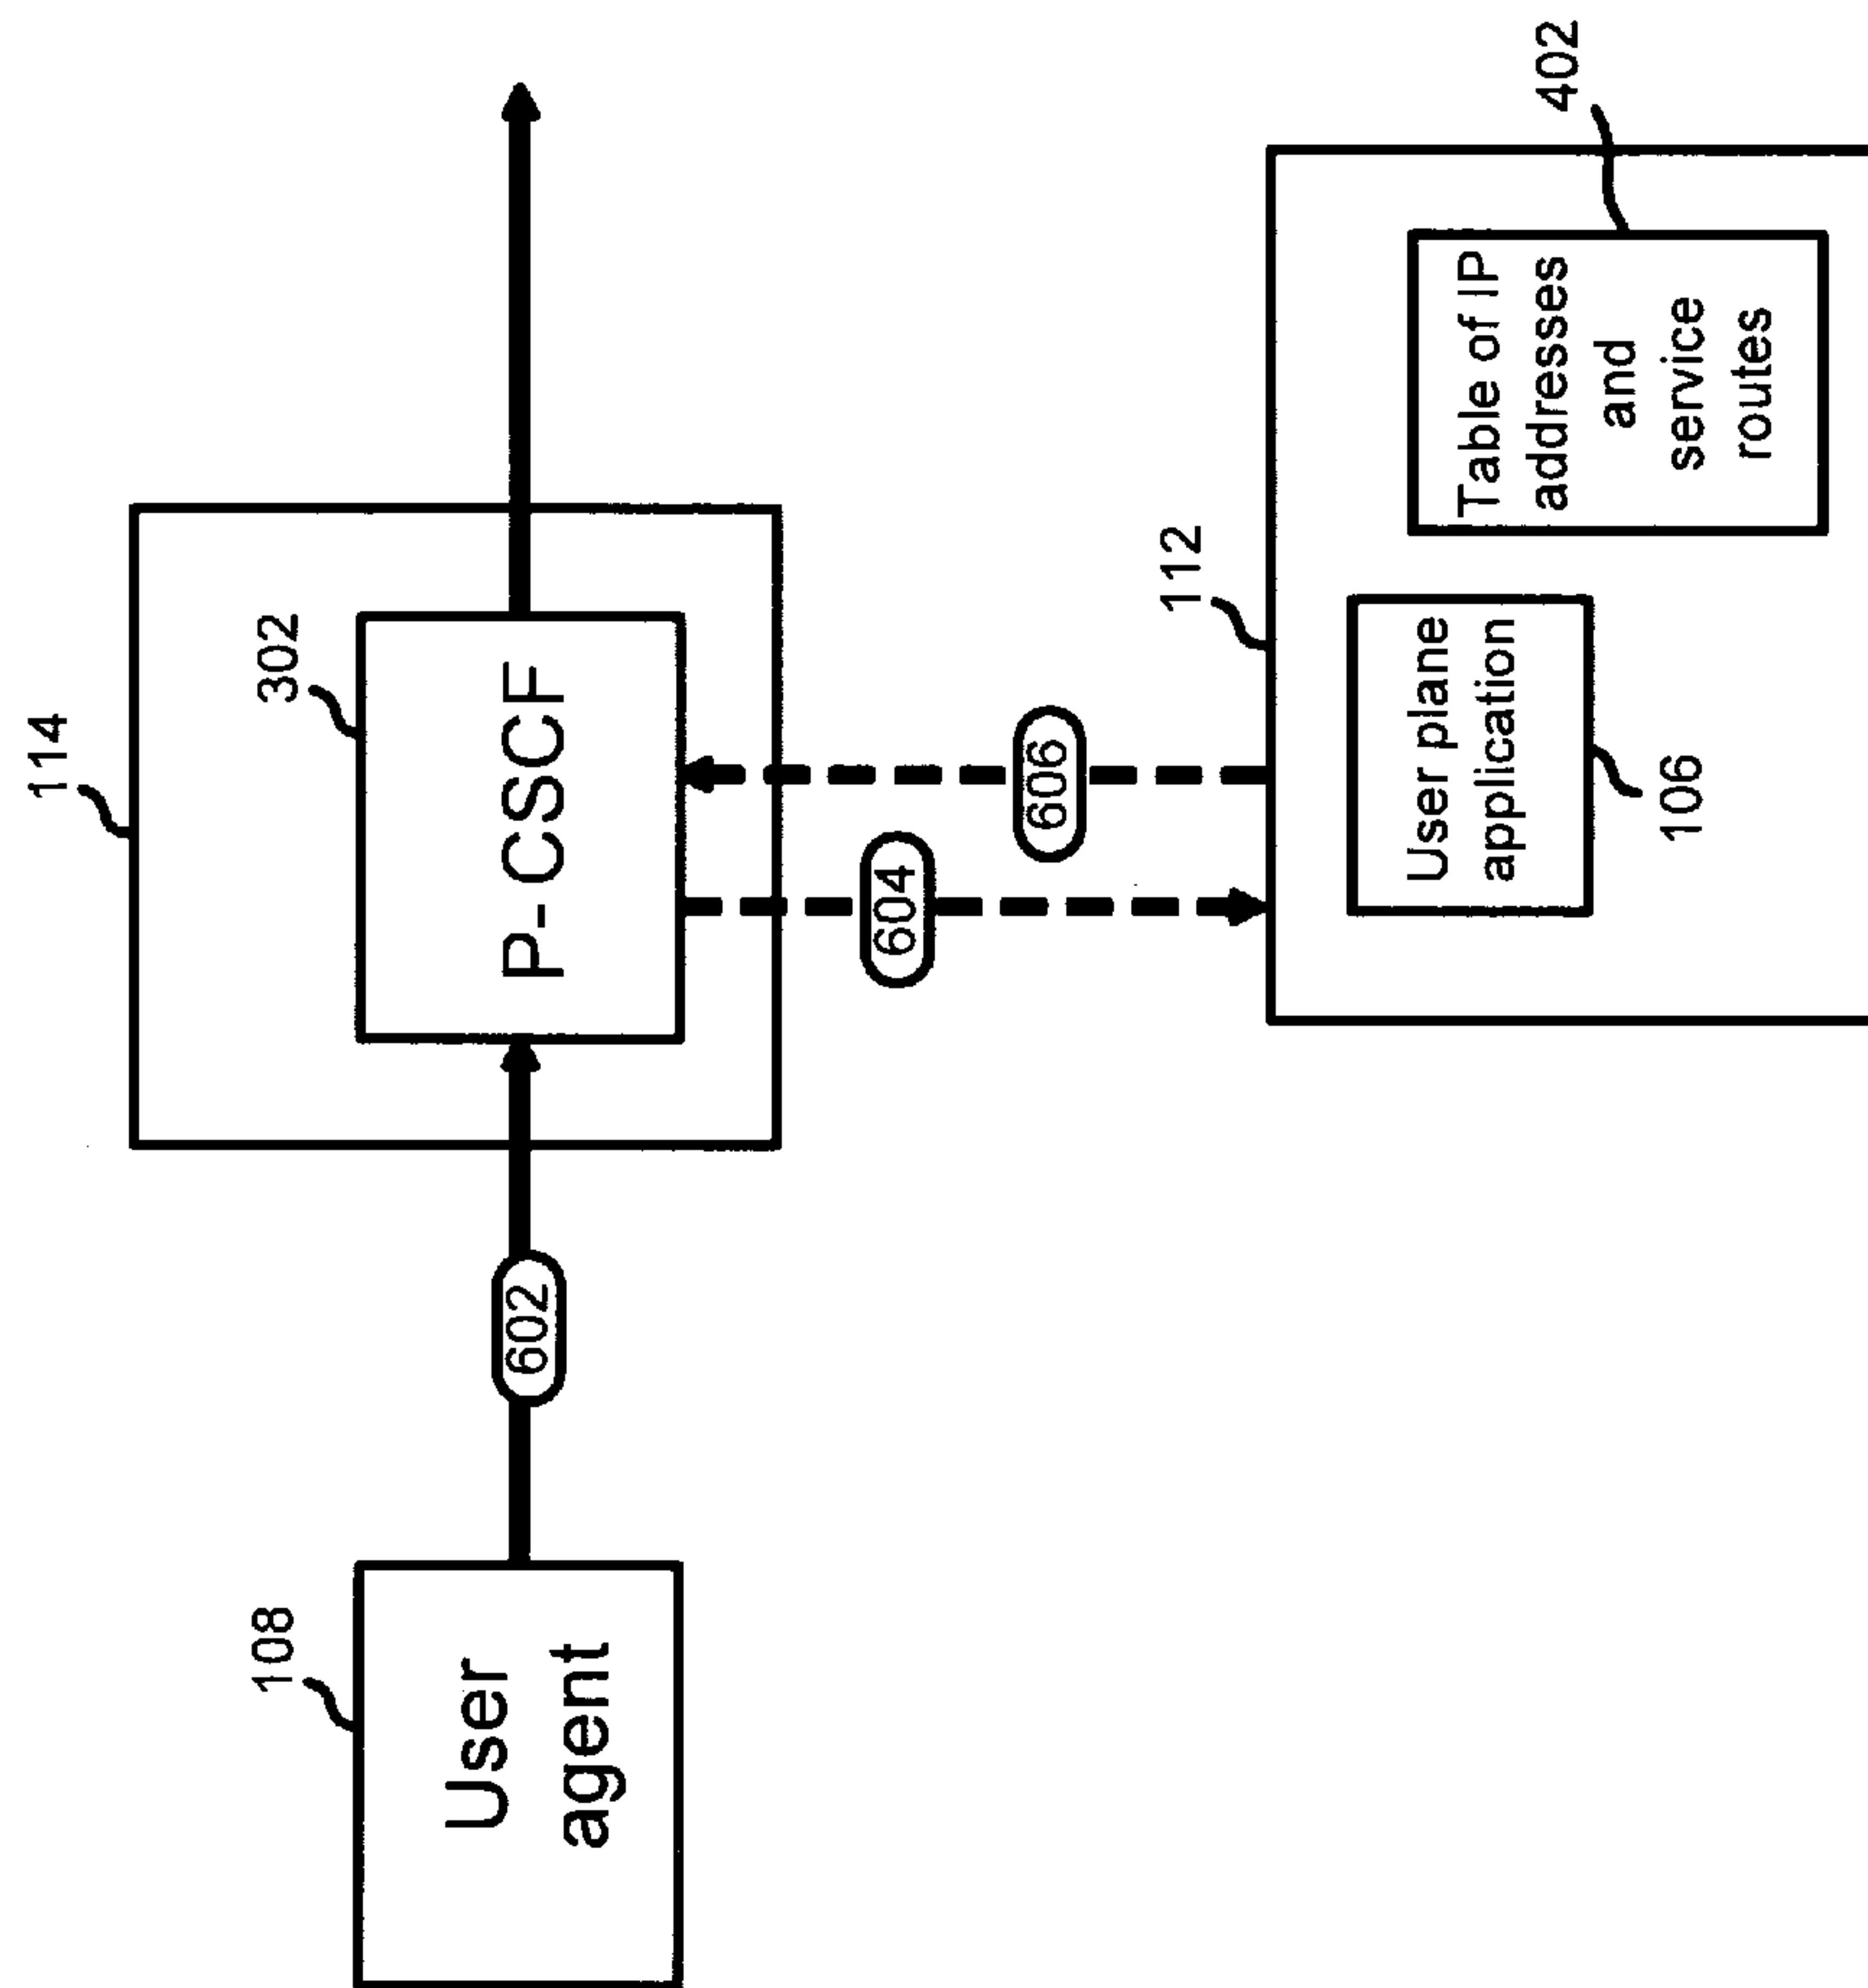 114
302
P-CSCF
108
User
agent
602
604
606
112
402
User plane
application
106
Table of IP
addresses
and
service
routes